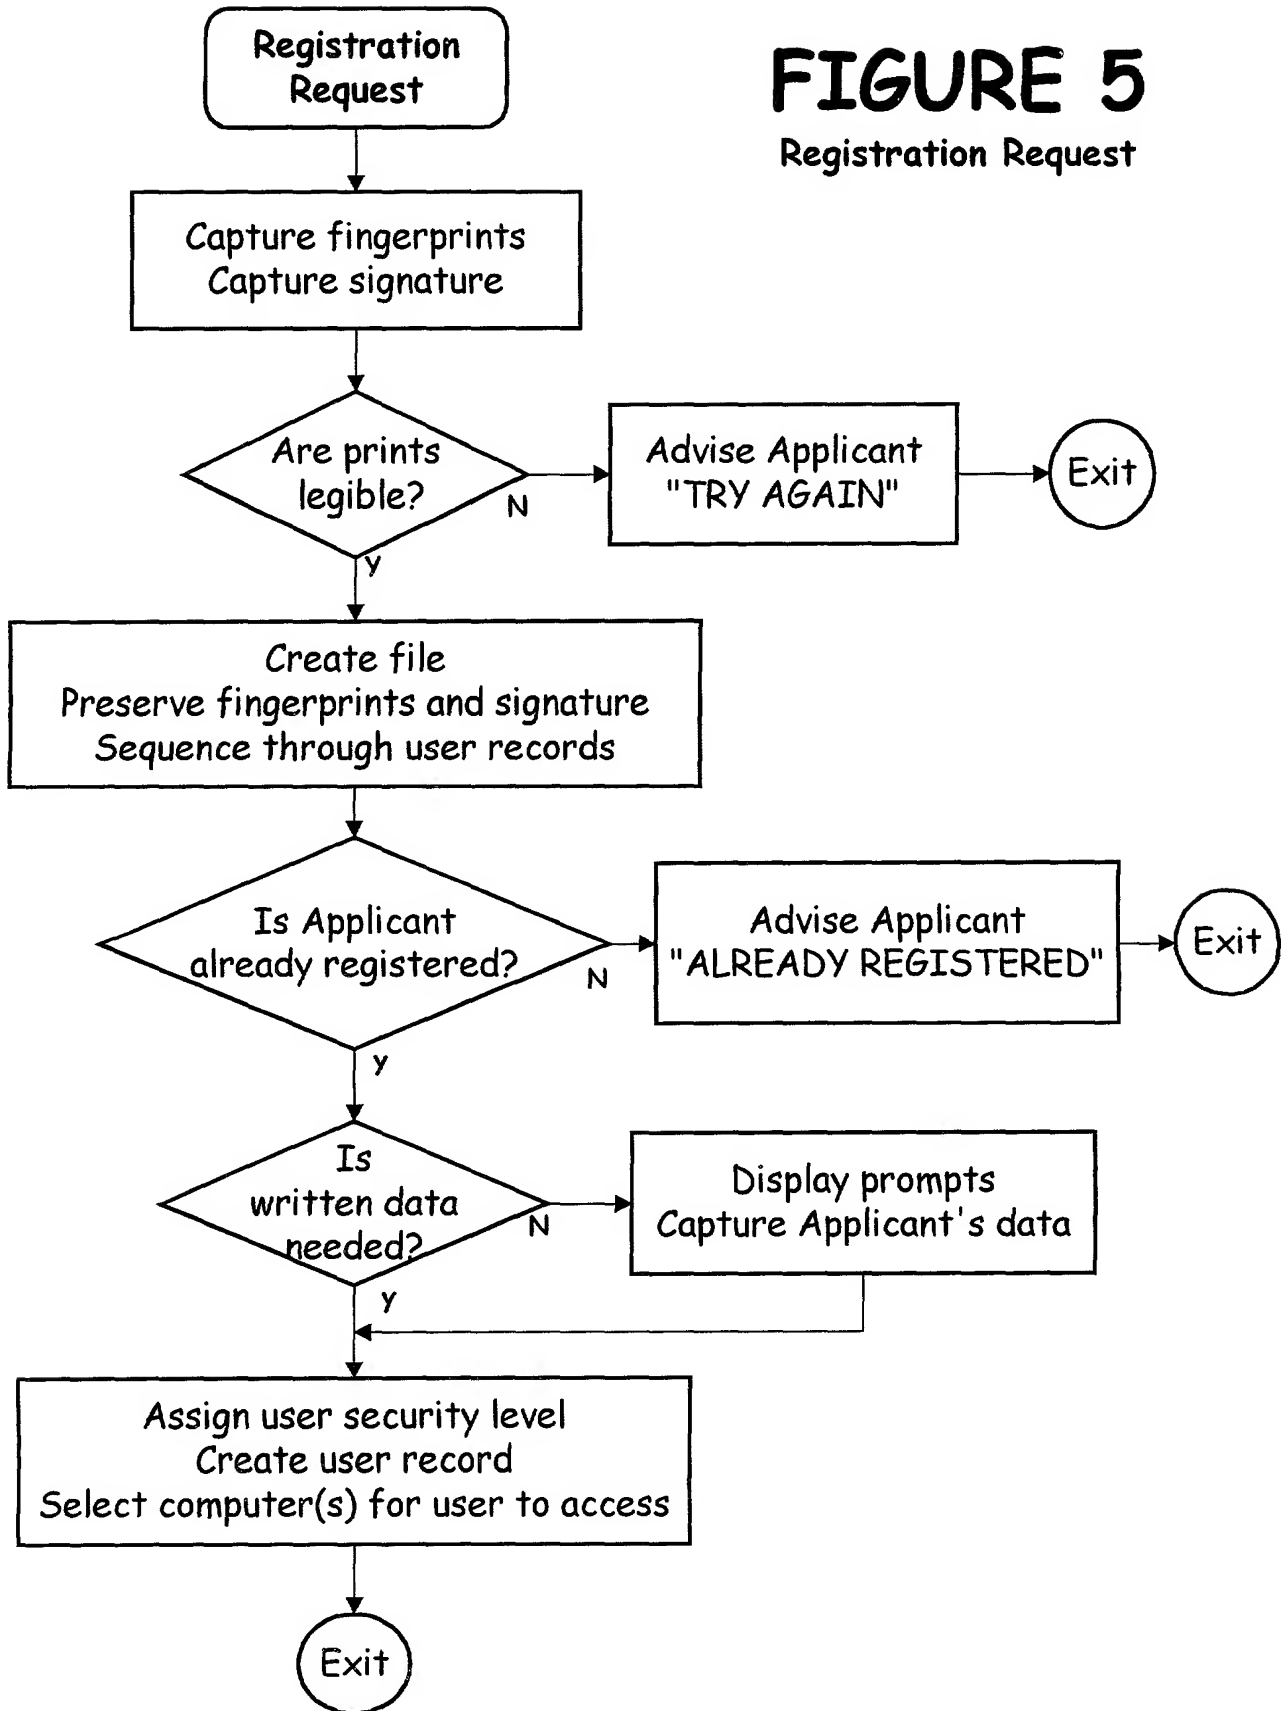 Registration
Request
FIGURE 5
Registration Request
Capture fingerprints
Capture signature
Are prints
legible?
N
Y
Advise Applicant
"TRY AGAIN"
Exit
Create file
Preserve fingerprints and signature
Sequence through user records
Is Applicant
already registered?
N
Y
Advise Applicant
"ALREADY REGISTERED"
Exit
Is
written data
needed?
N
Y
Display prompts
Capture Applicant's data
Assign user security level
Create user record
Select computer(s) for user to access
Exit